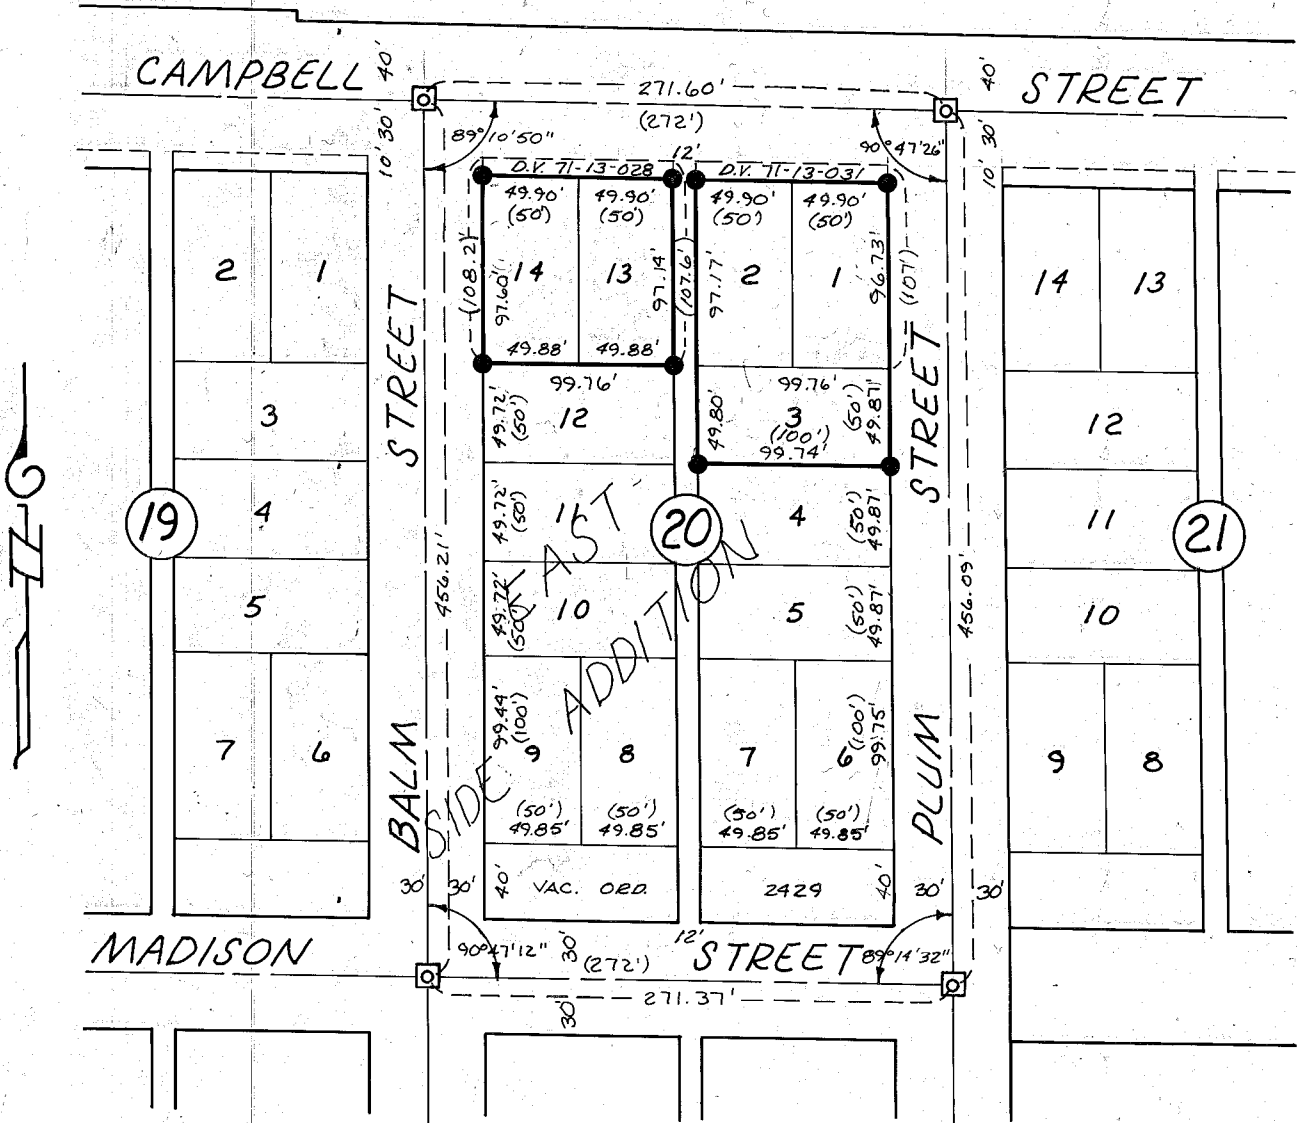 CAMPBELL STREET
40' 271.60' 40'
(272')
10' 30' 89°10'50" 12' 90°47'26" 10' 30'
D.V. 71-13-028 D.V. 71-13-031
49.90' 49.90' 49.90' 49.90'
(50') (50') (50') (50')
2 1 14 13 2 1 14 13
(108.2') 97.60' 97.14' (107.6') 97.17' 96.73' (107')
49.88' 49.88'
99.76' 99.76'
3 12 3 12
49.72' (50') 49.80' (100') (50') 49.87'
99.74'
BALM STREET
PLUM STREET
19 20 21
4 11 4 11
49.72' (50') (50') 49.87'
456.21' 456.09'
5 10 5 10
49.72' (50') (50') 49.87'
EAST
SIDE ADDITION
99.44' (100') (100') 99.75'
7 6 9 8 7 6 9 8
(50') (50') (50') (50')
49.85' 49.85' 49.85' 49.85'
30' 30' 40' VAC. ORD. 2429 40' 30' 30'
MADISON STREET
90°47'12" 30' (272') 12' 89°14'32"
271.37'
30'
N